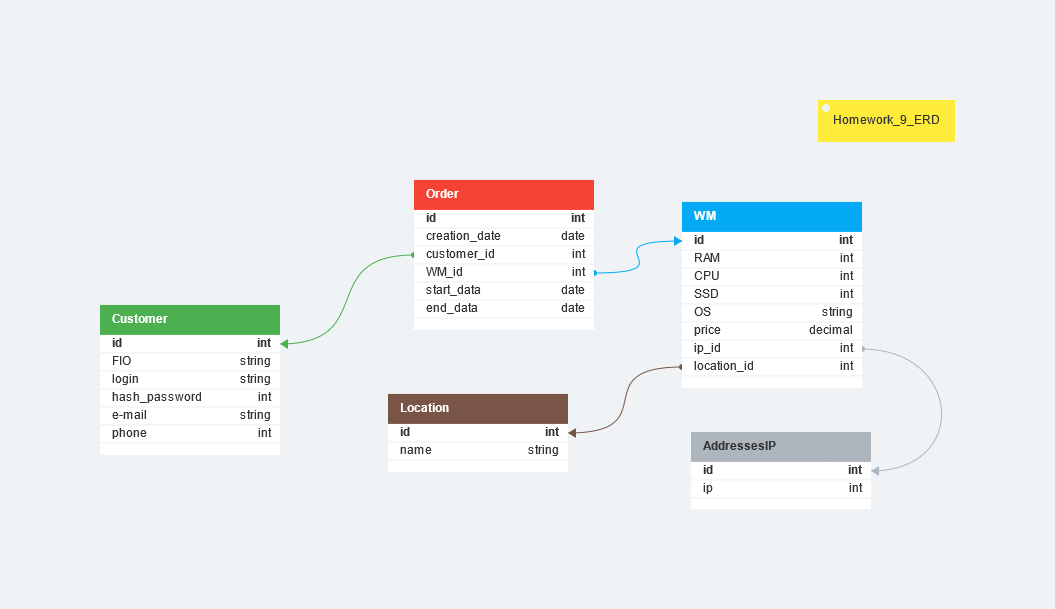 Homework_9_ERD
Order
id int
creation_date date
customer_id int
WM_id int
start_data date
end_data date
WM
id int
RAM int
CPU int
SSD int
OS string
price decimal
ip_id int
location_id int
Customer
id int
FIO string
login string
hash_password int
e-mail string
phone int
Location
id int
name string
AddressesIP
id int
ip int